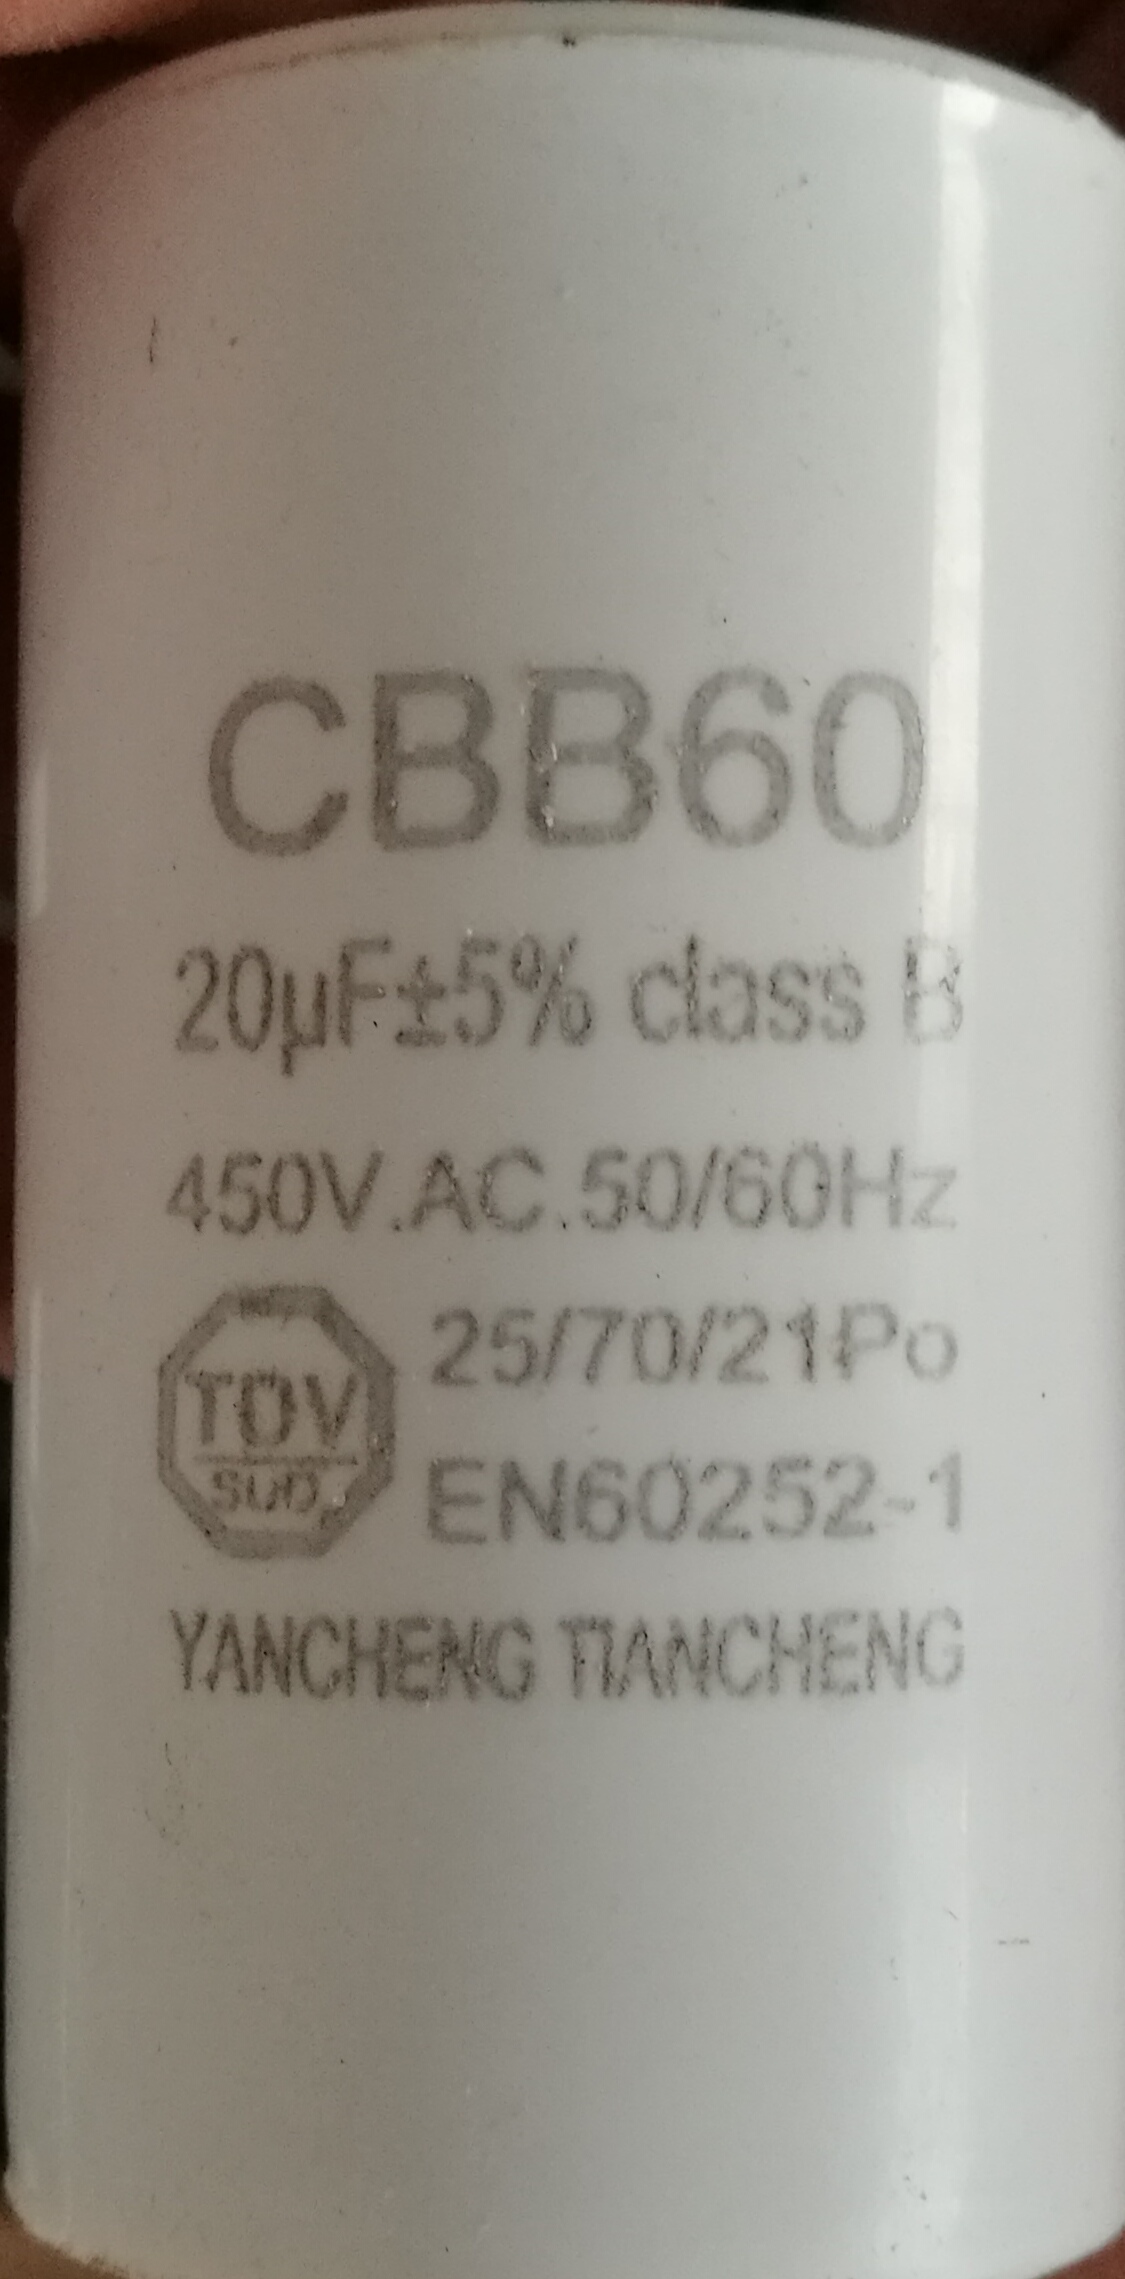 CBB60
20µF±5% class B
450V.AC.50/60Hz
TÜV
SÜD
25/70/21Po
EN60252-1
YANCHENG TIANCHENG